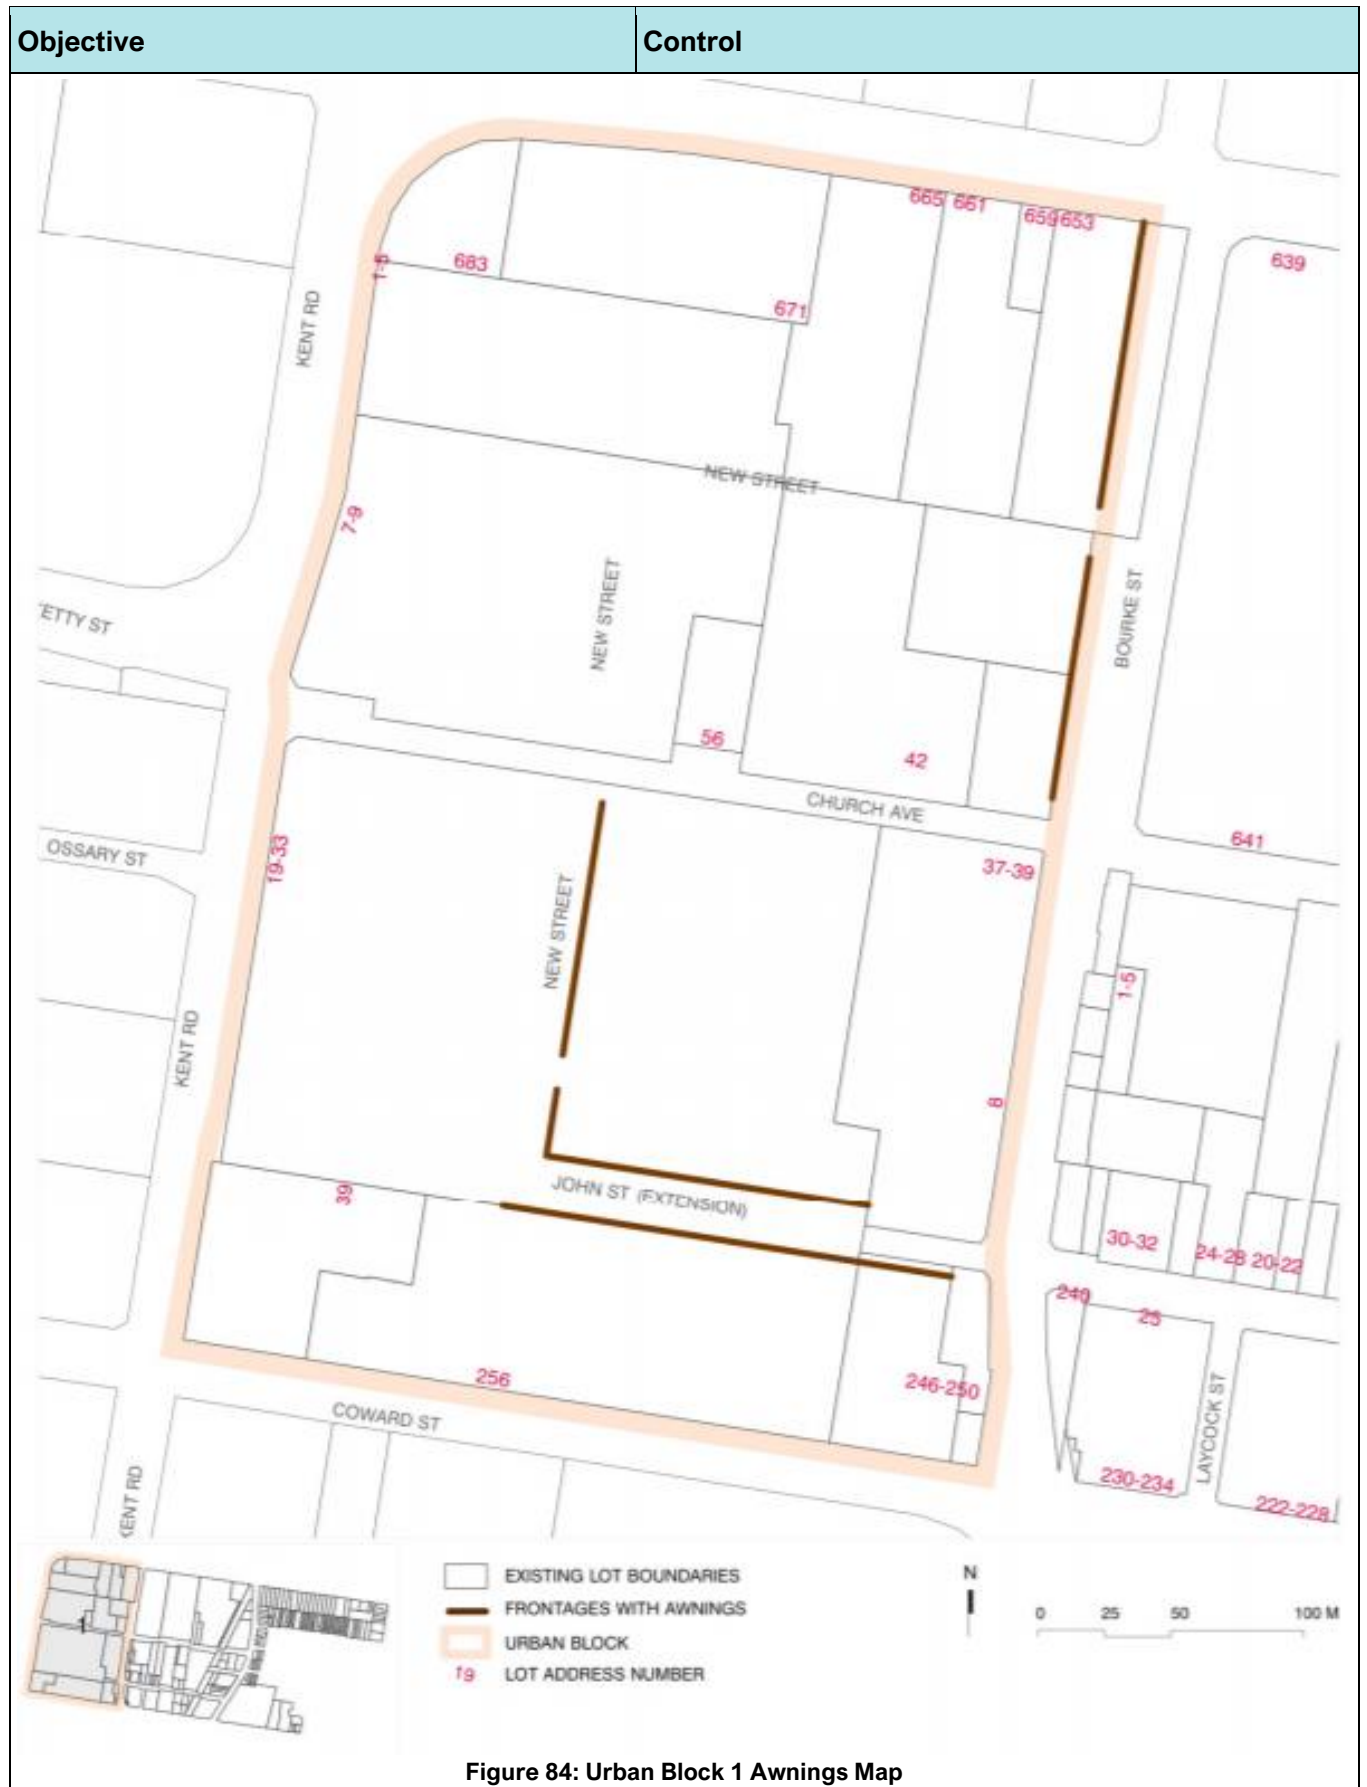 Objective
Control
665 661
659 653
639
1-5
683
671
KENT RD
NEW STREET
7-9
NEW STREET
BOURKE ST
ETTY ST
56
42
CHURCH AVE
641
OSSARY ST
19-33
37-39
NEW STREET
1-5
KENT RD
8
39
JOHN ST (EXTENSION)
30-32
24-28 20-22
240
25
256
246-250
COWARD ST
LAYCOCK ST
230-234
222-228
KENT RD
1
EXISTING LOT BOUNDARIES
FRONTAGES WITH AWNINGS
URBAN BLOCK
19 LOT ADDRESS NUMBER
N
0 25 50 100 M
Figure 84: Urban Block 1 Awnings Map